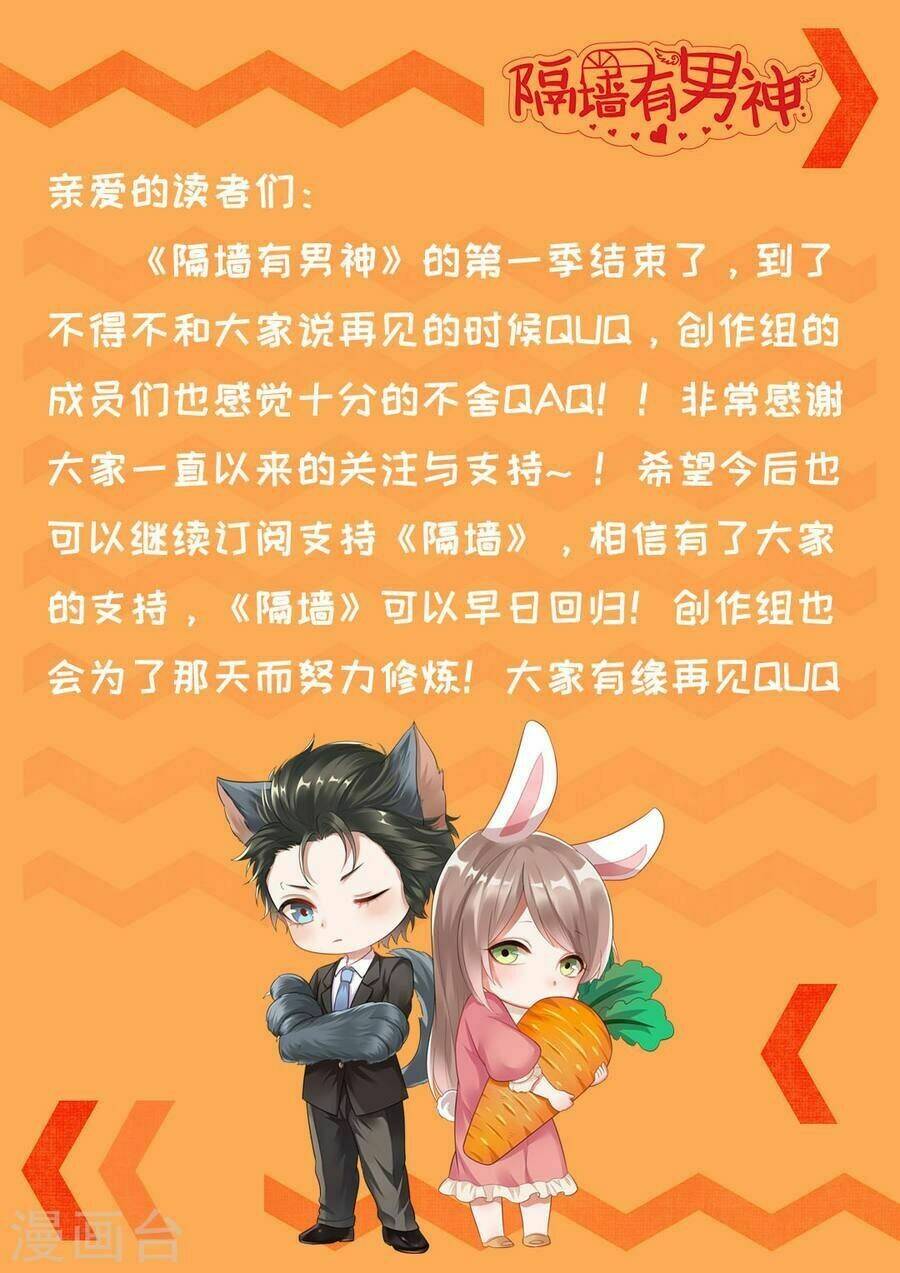 隔墙有男神
亲爱的读者们：
《隔墙有男神》的第一季结束了，到了
不得不和大家说再见的时候QUQ，创作组的
成员们也感觉十分的不舍QAQ！！非常感谢
大家一直以来的关注与支持~！希望今后也
可以继续订阅支持《隔墙》，相信有了大家
的支持，《隔墙》可以早日回归！创作组也
会为了那天而努力修炼！大家有缘再见QUQ
漫画台